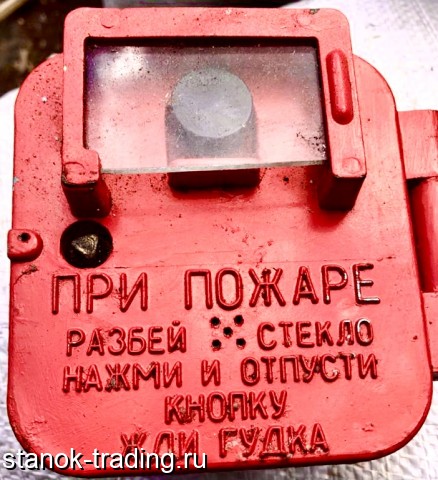 ПРИ ПОЖАРЕ
РАЗБЕЙ СТЕКЛО
НАЖМИ И ОТПУСТИ
КНОПКУ
ЖДИ ГУДКА
stanok-trading.ru